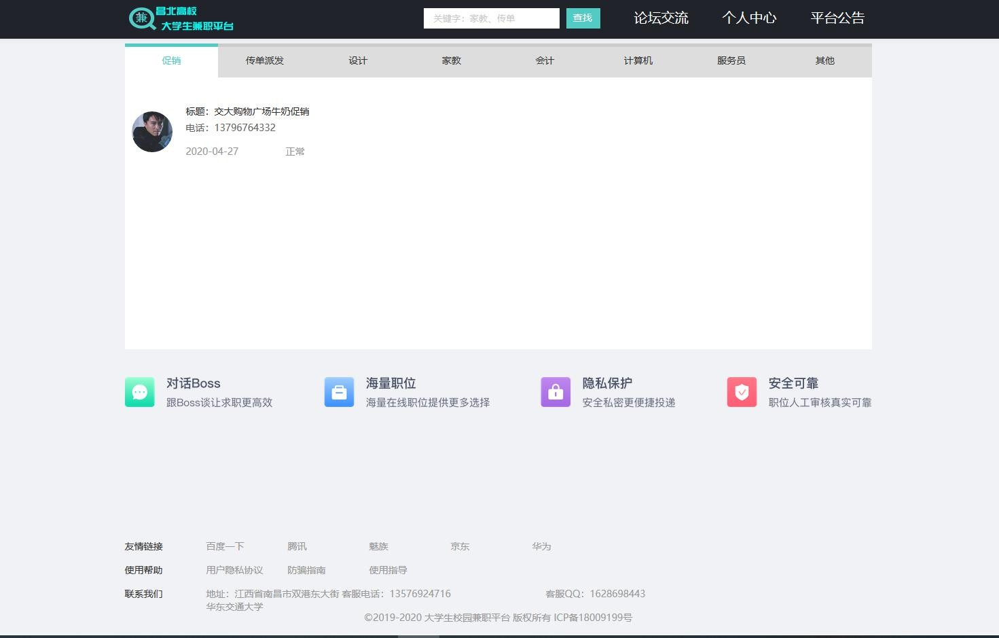 兼 昌北高校
大学生兼职平台
关键字：家教、传单 查找 论坛交流 个人中心 平台公告
促销 传单派发 设计 家教 会计 计算机 服务员 其他
标题：交大购物广场牛奶促销
电话：13796764332
2020-04-27 正常
对话Boss 海量职位 隐私保护 安全可靠
跟Boss谈让求职更高效 海量在线职位提供更多选择 安全私密更便捷投递 职位人工审核真实可靠
友情链接 百度一下 腾讯 魅族 京东 华为
使用帮助 用户隐私协议 防骗指南 使用指导
联系我们 地址：江西省南昌市双港东大街 客服电话：13576924716 客服QQ：1628698443
华东交通大学
©2019-2020 大学生校园兼职平台 版权所有 ICP备18009199号